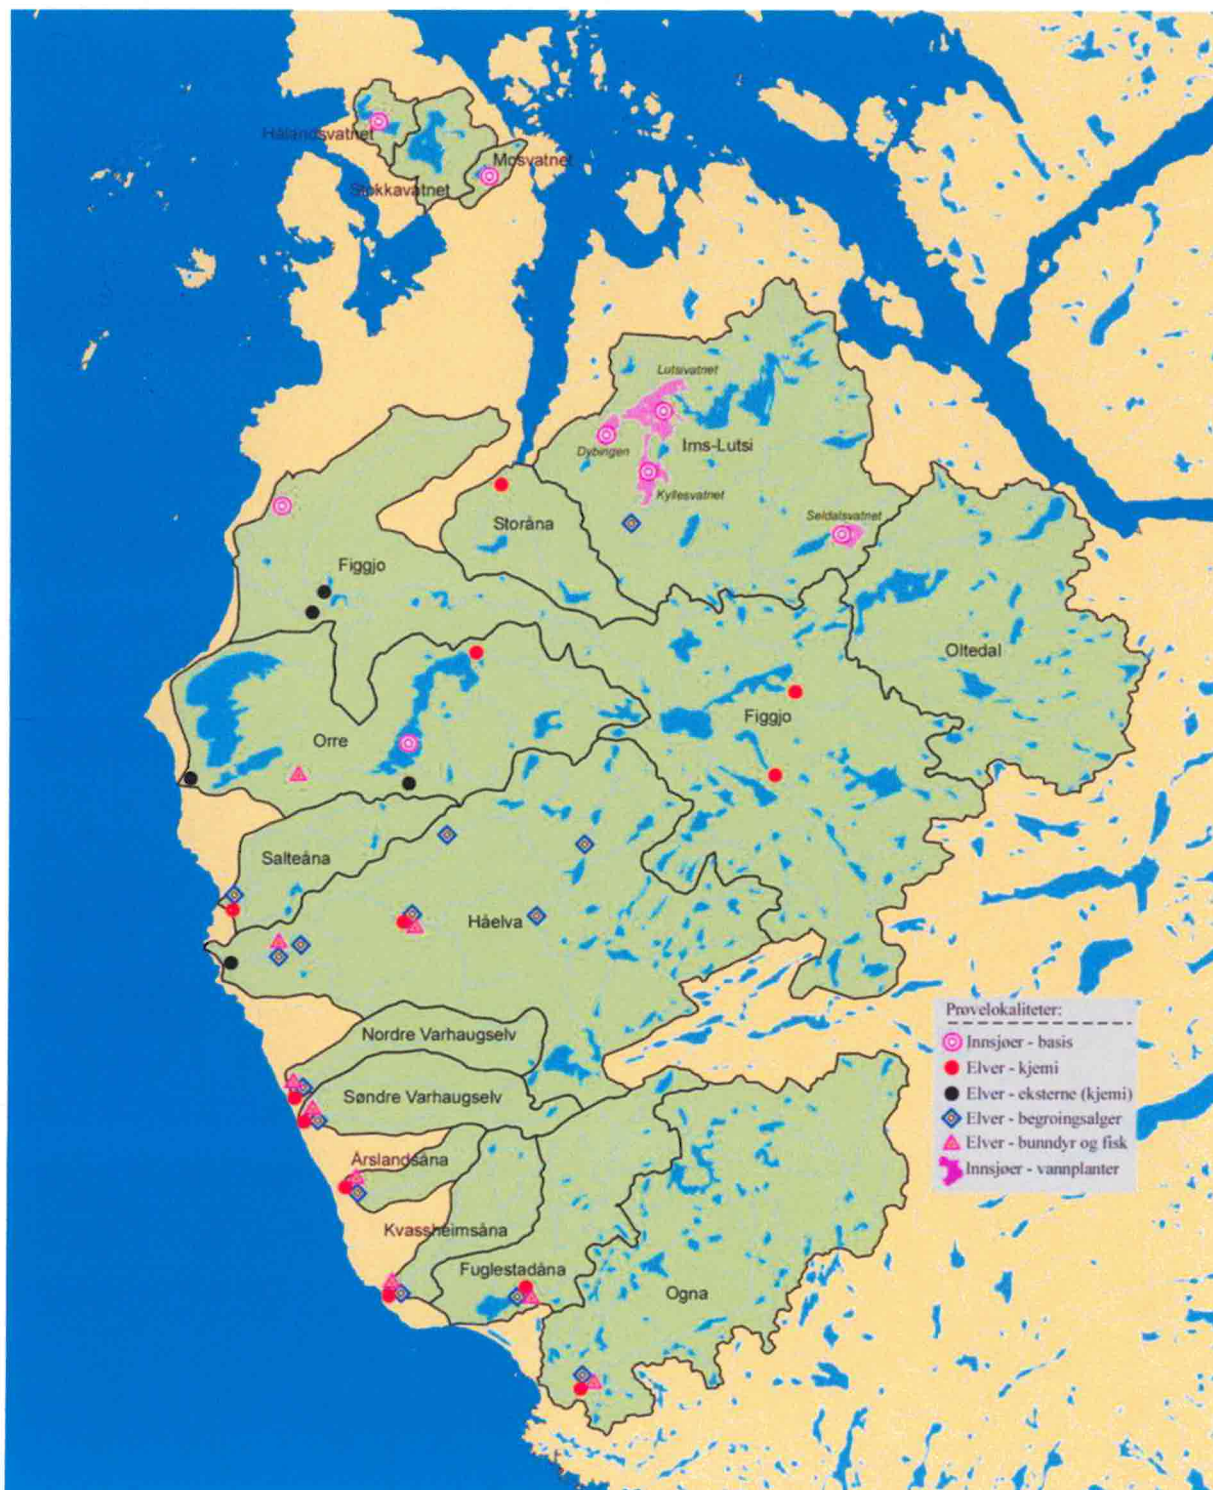 Hålandsvatnet
Mosvatnet
Stokkavatnet
Lutsivatnet
Ims-Lutsi
Dybingen
Kyllesvatnet
Seldalsvatnet
Storåna
Figgjo
Oltedal
Figgjo
Orre
Salteåna
Håelva
Nordre Varhaugselv
Søndre Varhaugselv
Årslandsåna
Kvassheimsåna
Fuglestadåna
Ogna
Prøvelokaliteter:
Innsjøer - basis
Elver - kjemi
Elver - eksterne (kjemi)
Elver - begroingsalger
Elver - bunndyr og fisk
Innsjøer - vannplanter